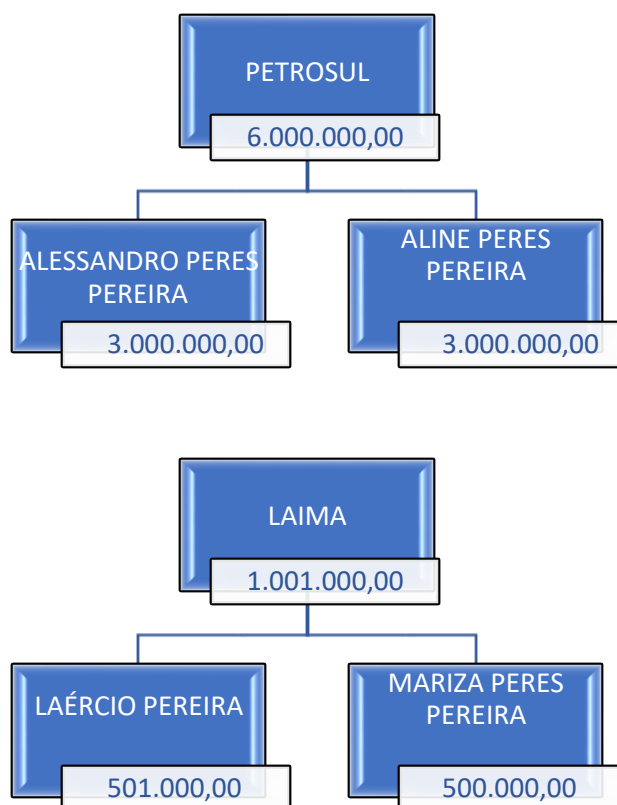 PETROSUL
6.000.000,00
ALESSANDRO PERES
PEREIRA
3.000.000,00
ALINE PERES
PEREIRA
3.000.000,00
LAIMA
1.001.000,00
LAÉRCIO PEREIRA
501.000,00
MARIZA PERES
PEREIRA
500.000,00